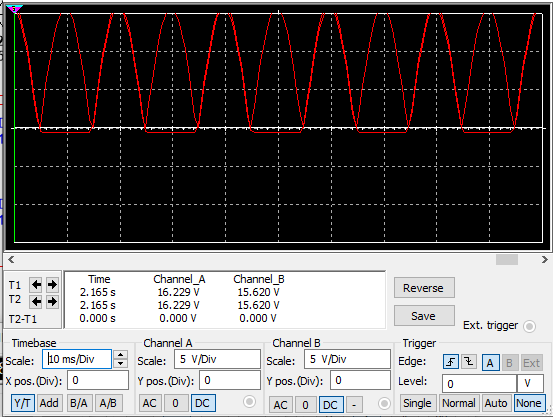 Time Channel_A Channel_B
T1 2.165 s 16.229 V 15.620 V
T2 2.165 s 16.229 V 15.620 V
T2-T1 0.000 s 0.000 V 0.000 V
Reverse
Save
Ext. trigger
Timebase
Scale: 10 ms/Div
X pos.(Div): 0
Y/T Add B/A A/B
Channel A
Scale: 5 V/Div
Y pos.(Div): 0
AC 0 DC
Channel B
Scale: 5 V/Div
Y pos.(Div): 0
AC 0 DC -
Trigger
Edge: A B Ext
Level: 0 V
Single Normal Auto None